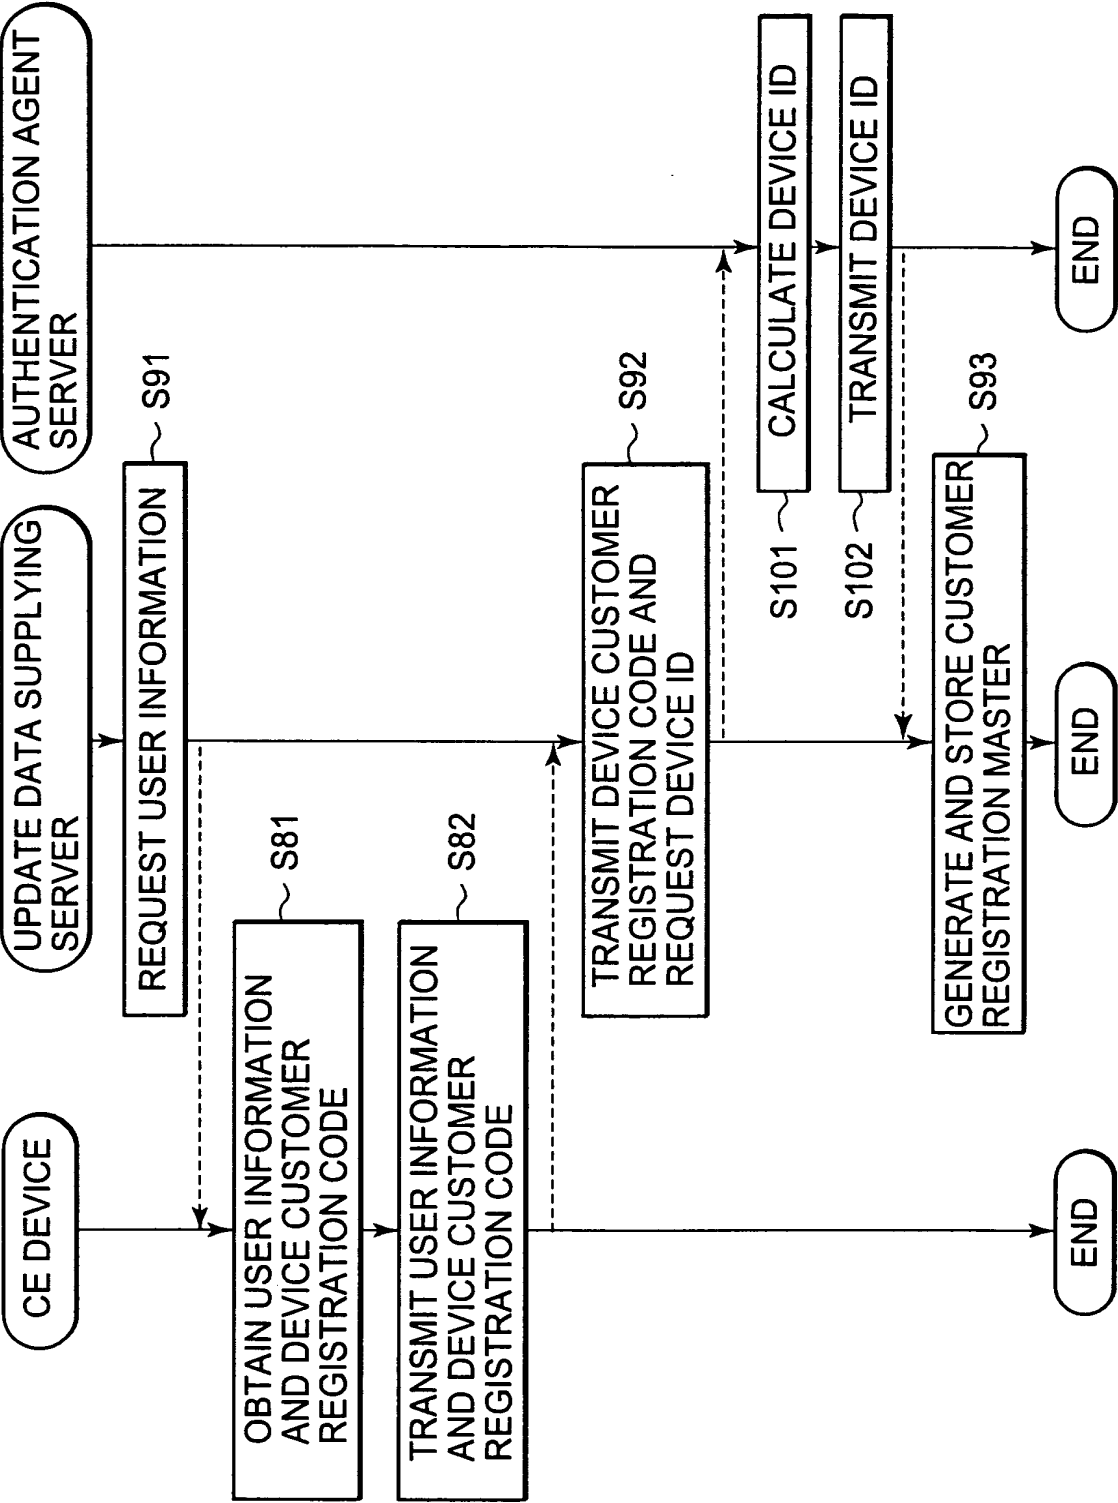 CE DEVICE
UPDATE DATA SUPPLYING
SERVER
AUTHENTICATION AGENT
SERVER
REQUEST USER INFORMATION
S91
OBTAIN USER INFORMATION
AND DEVICE CUSTOMER
REGISTRATION CODE
S81
TRANSMIT USER INFORMATION
AND DEVICE CUSTOMER
REGISTRATION CODE
S82
TRANSMIT DEVICE CUSTOMER
REGISTRATION CODE AND
REQUEST DEVICE ID
S92
S101
CALCULATE DEVICE ID
S102
TRANSMIT DEVICE ID
GENERATE AND STORE CUSTOMER
REGISTRATION MASTER
S93
END
END
END